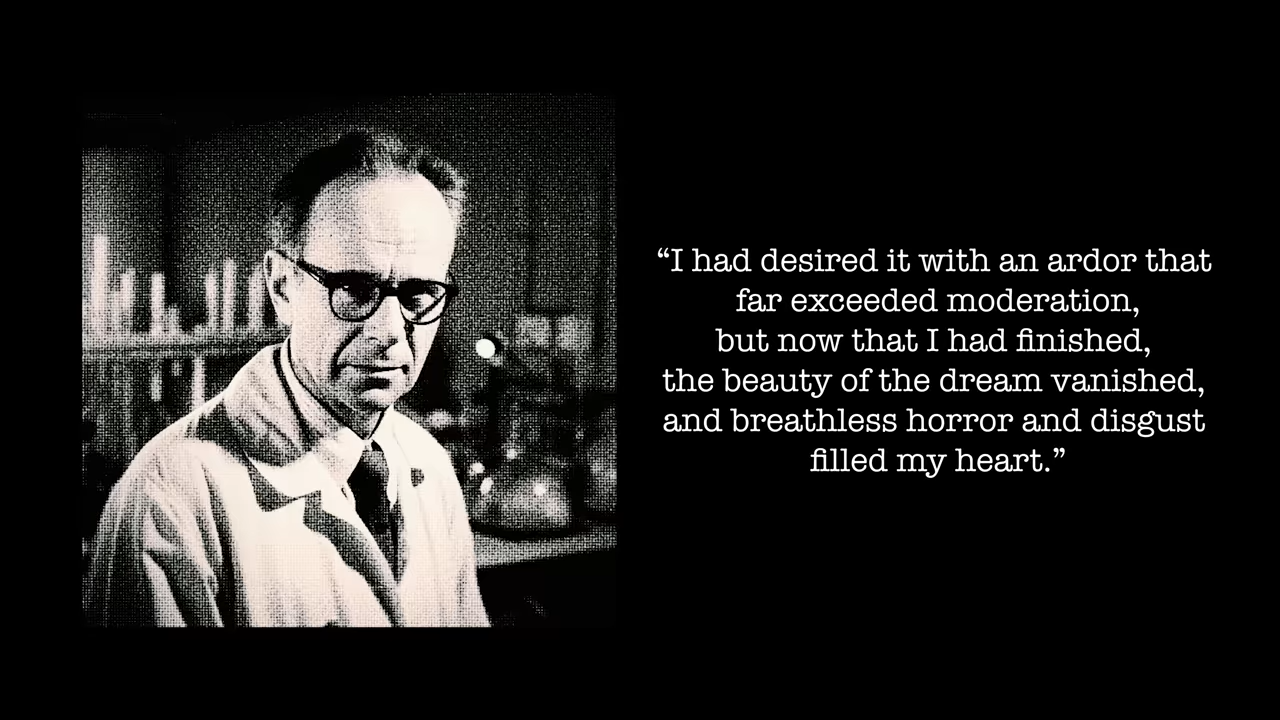 “I had desired it with an ardor that
far exceeded moderation,
but now that I had finished,
the beauty of the dream vanished,
and breathless horror and disgust
filled my heart.”